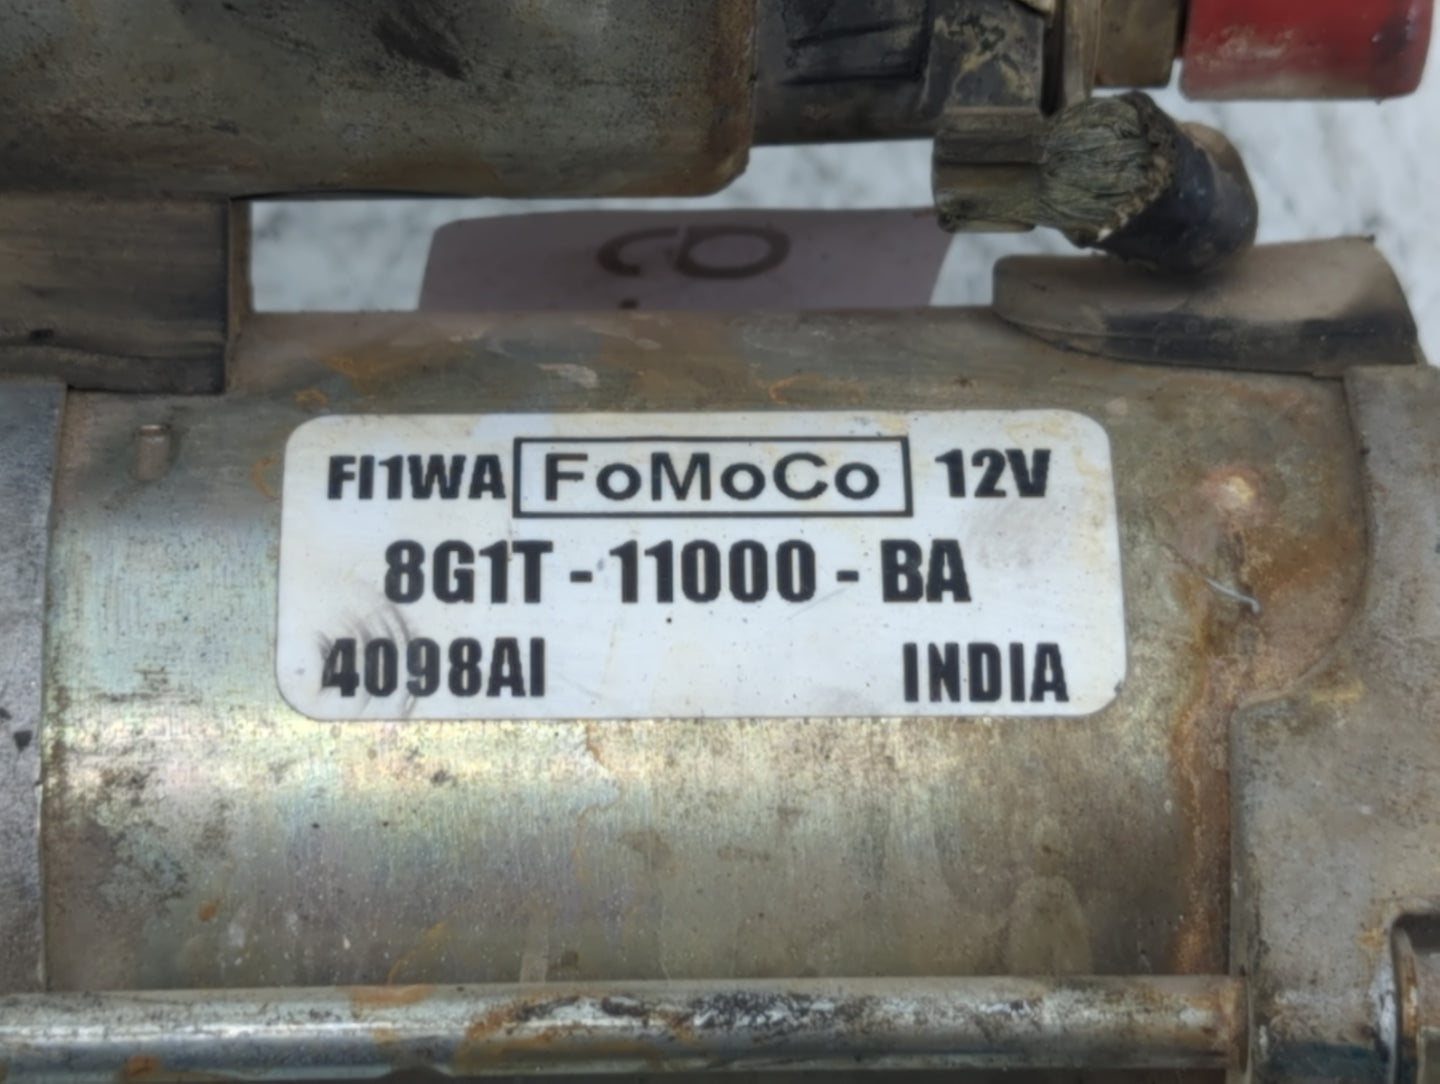 FI1WA FoMoCo 12V
8G1T - 11000 - BA
4098AI INDIA